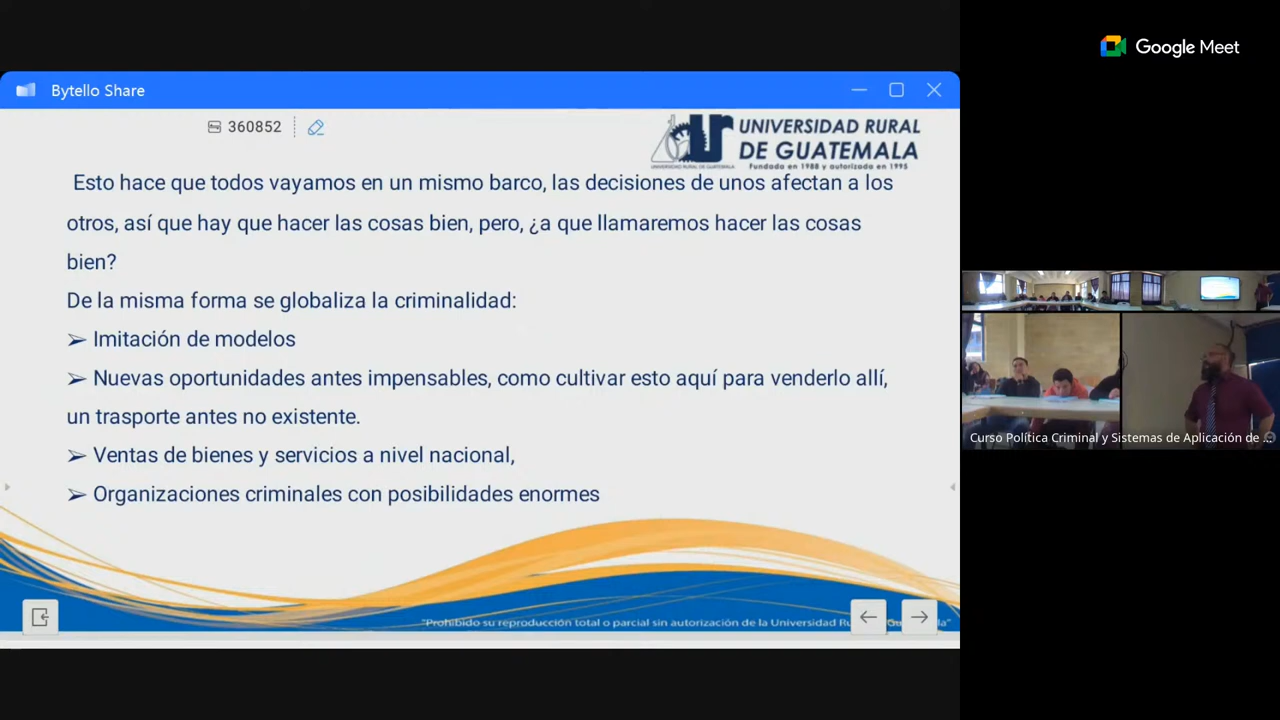 Google Meet
Bytello Share
360852
UNIVERSIDAD RURAL
DE GUATEMALA
UNIVERSIDAD RURAL DE GUATEMALA
Fundada en 1988 y autorizada en 1995
Esto hace que todos vayamos en un mismo barco, las decisiones de unos afectan a los
otros, así que hay que hacer las cosas bien, pero, ¿a que llamaremos hacer las cosas
bien?
De la misma forma se globaliza la criminalidad:
➢ Imitación de modelos
➢ Nuevas oportunidades antes impensables, como cultivar esto aquí para venderlo allí,
un trasporte antes no existente.
➢ Ventas de bienes y servicios a nivel nacional,
➢ Organizaciones criminales con posibilidades enormes
"Prohibido su reproducción total o parcial sin autorización de la Universidad
Curso Política Criminal y Sistemas de Aplicación de ...